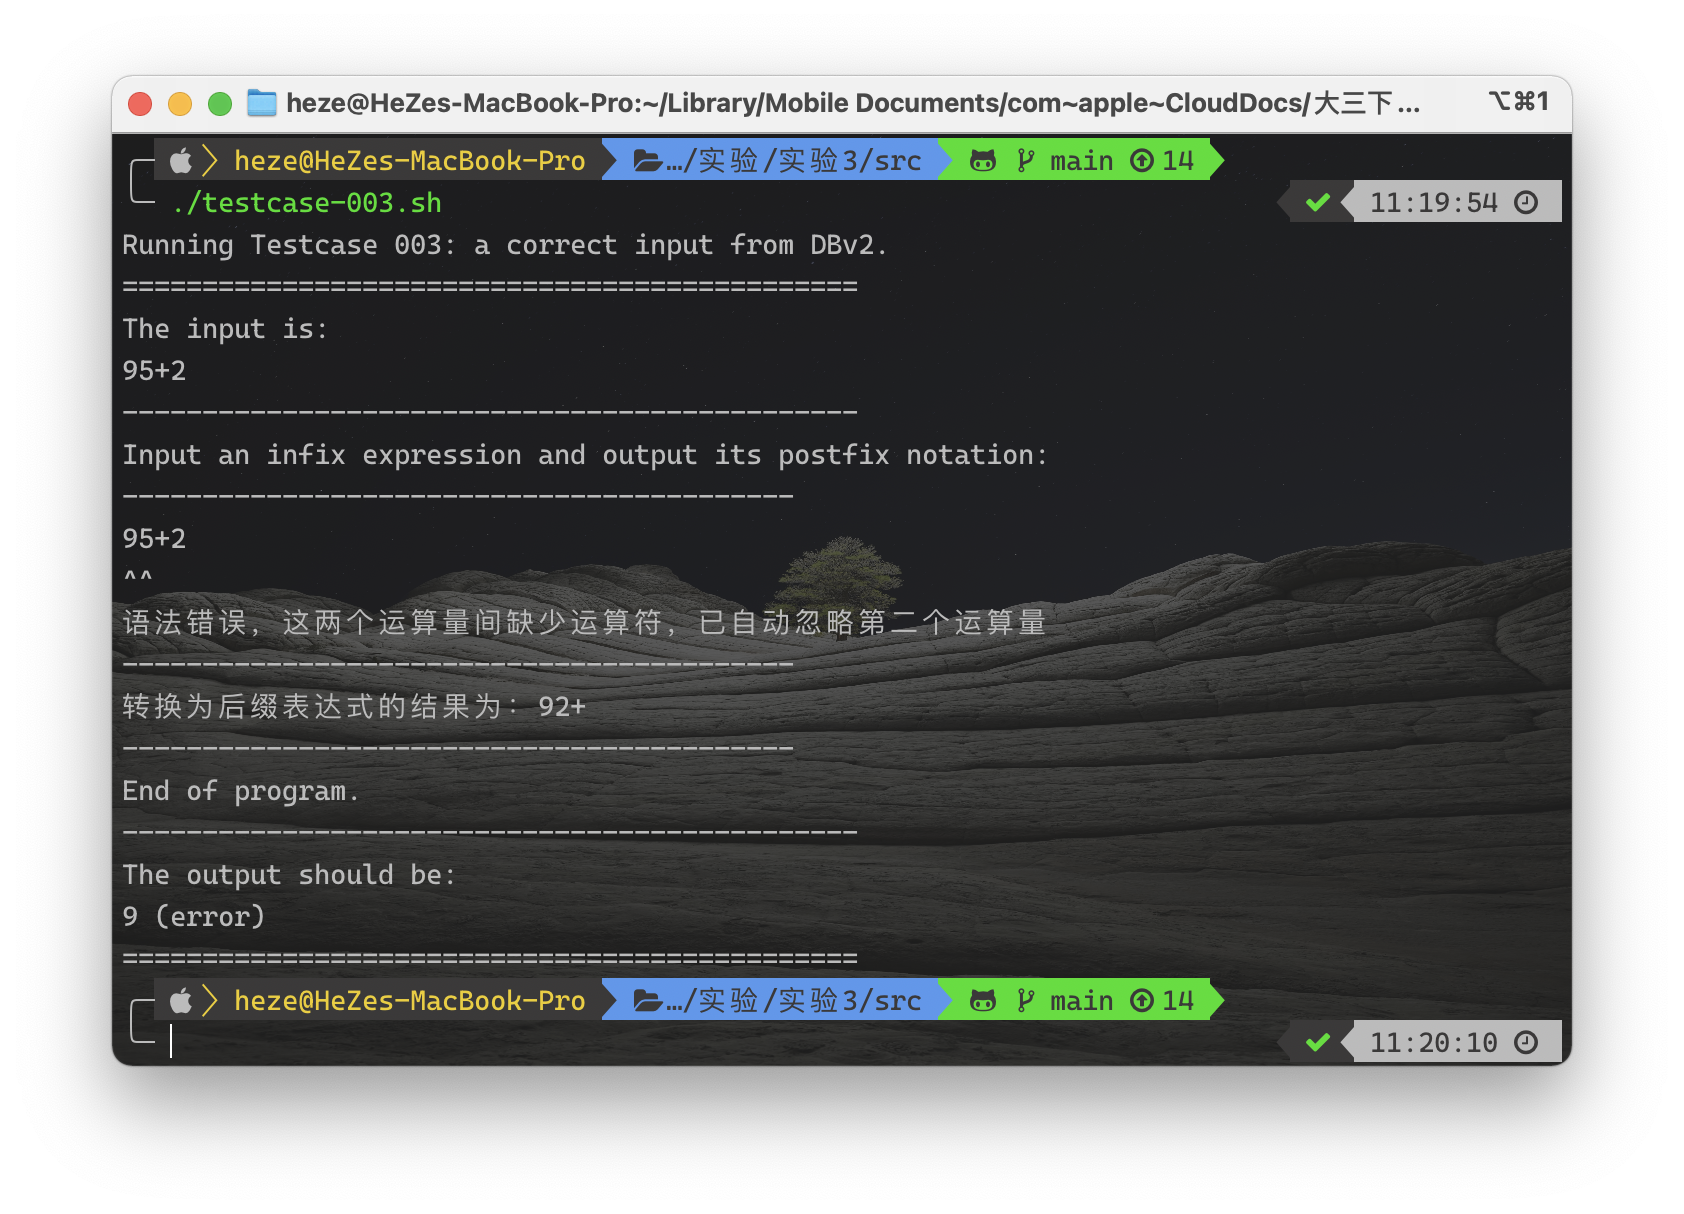 heze@HeZes-MacBook-Pro:~/Library/Mobile Documents/com~apple~CloudDocs/大三下... ⌥⌘1
heze@HeZes-MacBook-Pro …/实验/实验3/src main 14
./testcase-003.sh 11:19:54
Running Testcase 003: a correct input from DBv2.
==============================================
The input is:
95+2
----------------------------------------------
Input an infix expression and output its postfix notation:
------------------------------------------
95+2
^^
语法错误，这两个运算量间缺少运算符，已自动忽略第二个运算量
------------------------------------------
转换为后缀表达式的结果为：92+
------------------------------------------
End of program.
----------------------------------------------
The output should be:
9 (error)
==============================================
heze@HeZes-MacBook-Pro …/实验/实验3/src main 14
11:20:10